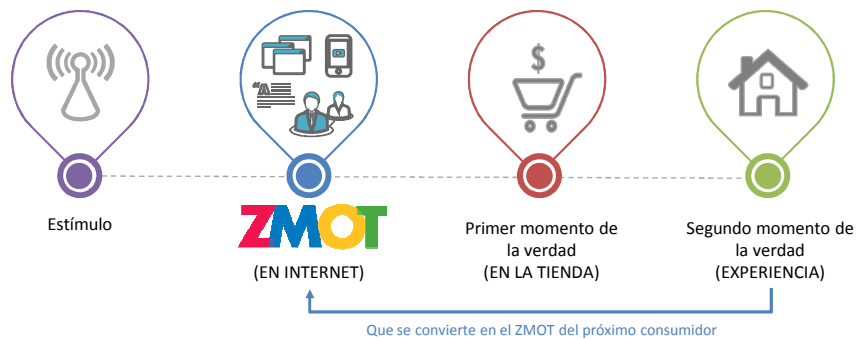 $
“A
Estímulo
ZMOT
(EN INTERNET)
Primer momento de
la verdad
(EN LA TIENDA)
Segundo momento de
la verdad
(EXPERIENCIA)
Que se convierte en el ZMOT del próximo consumidor